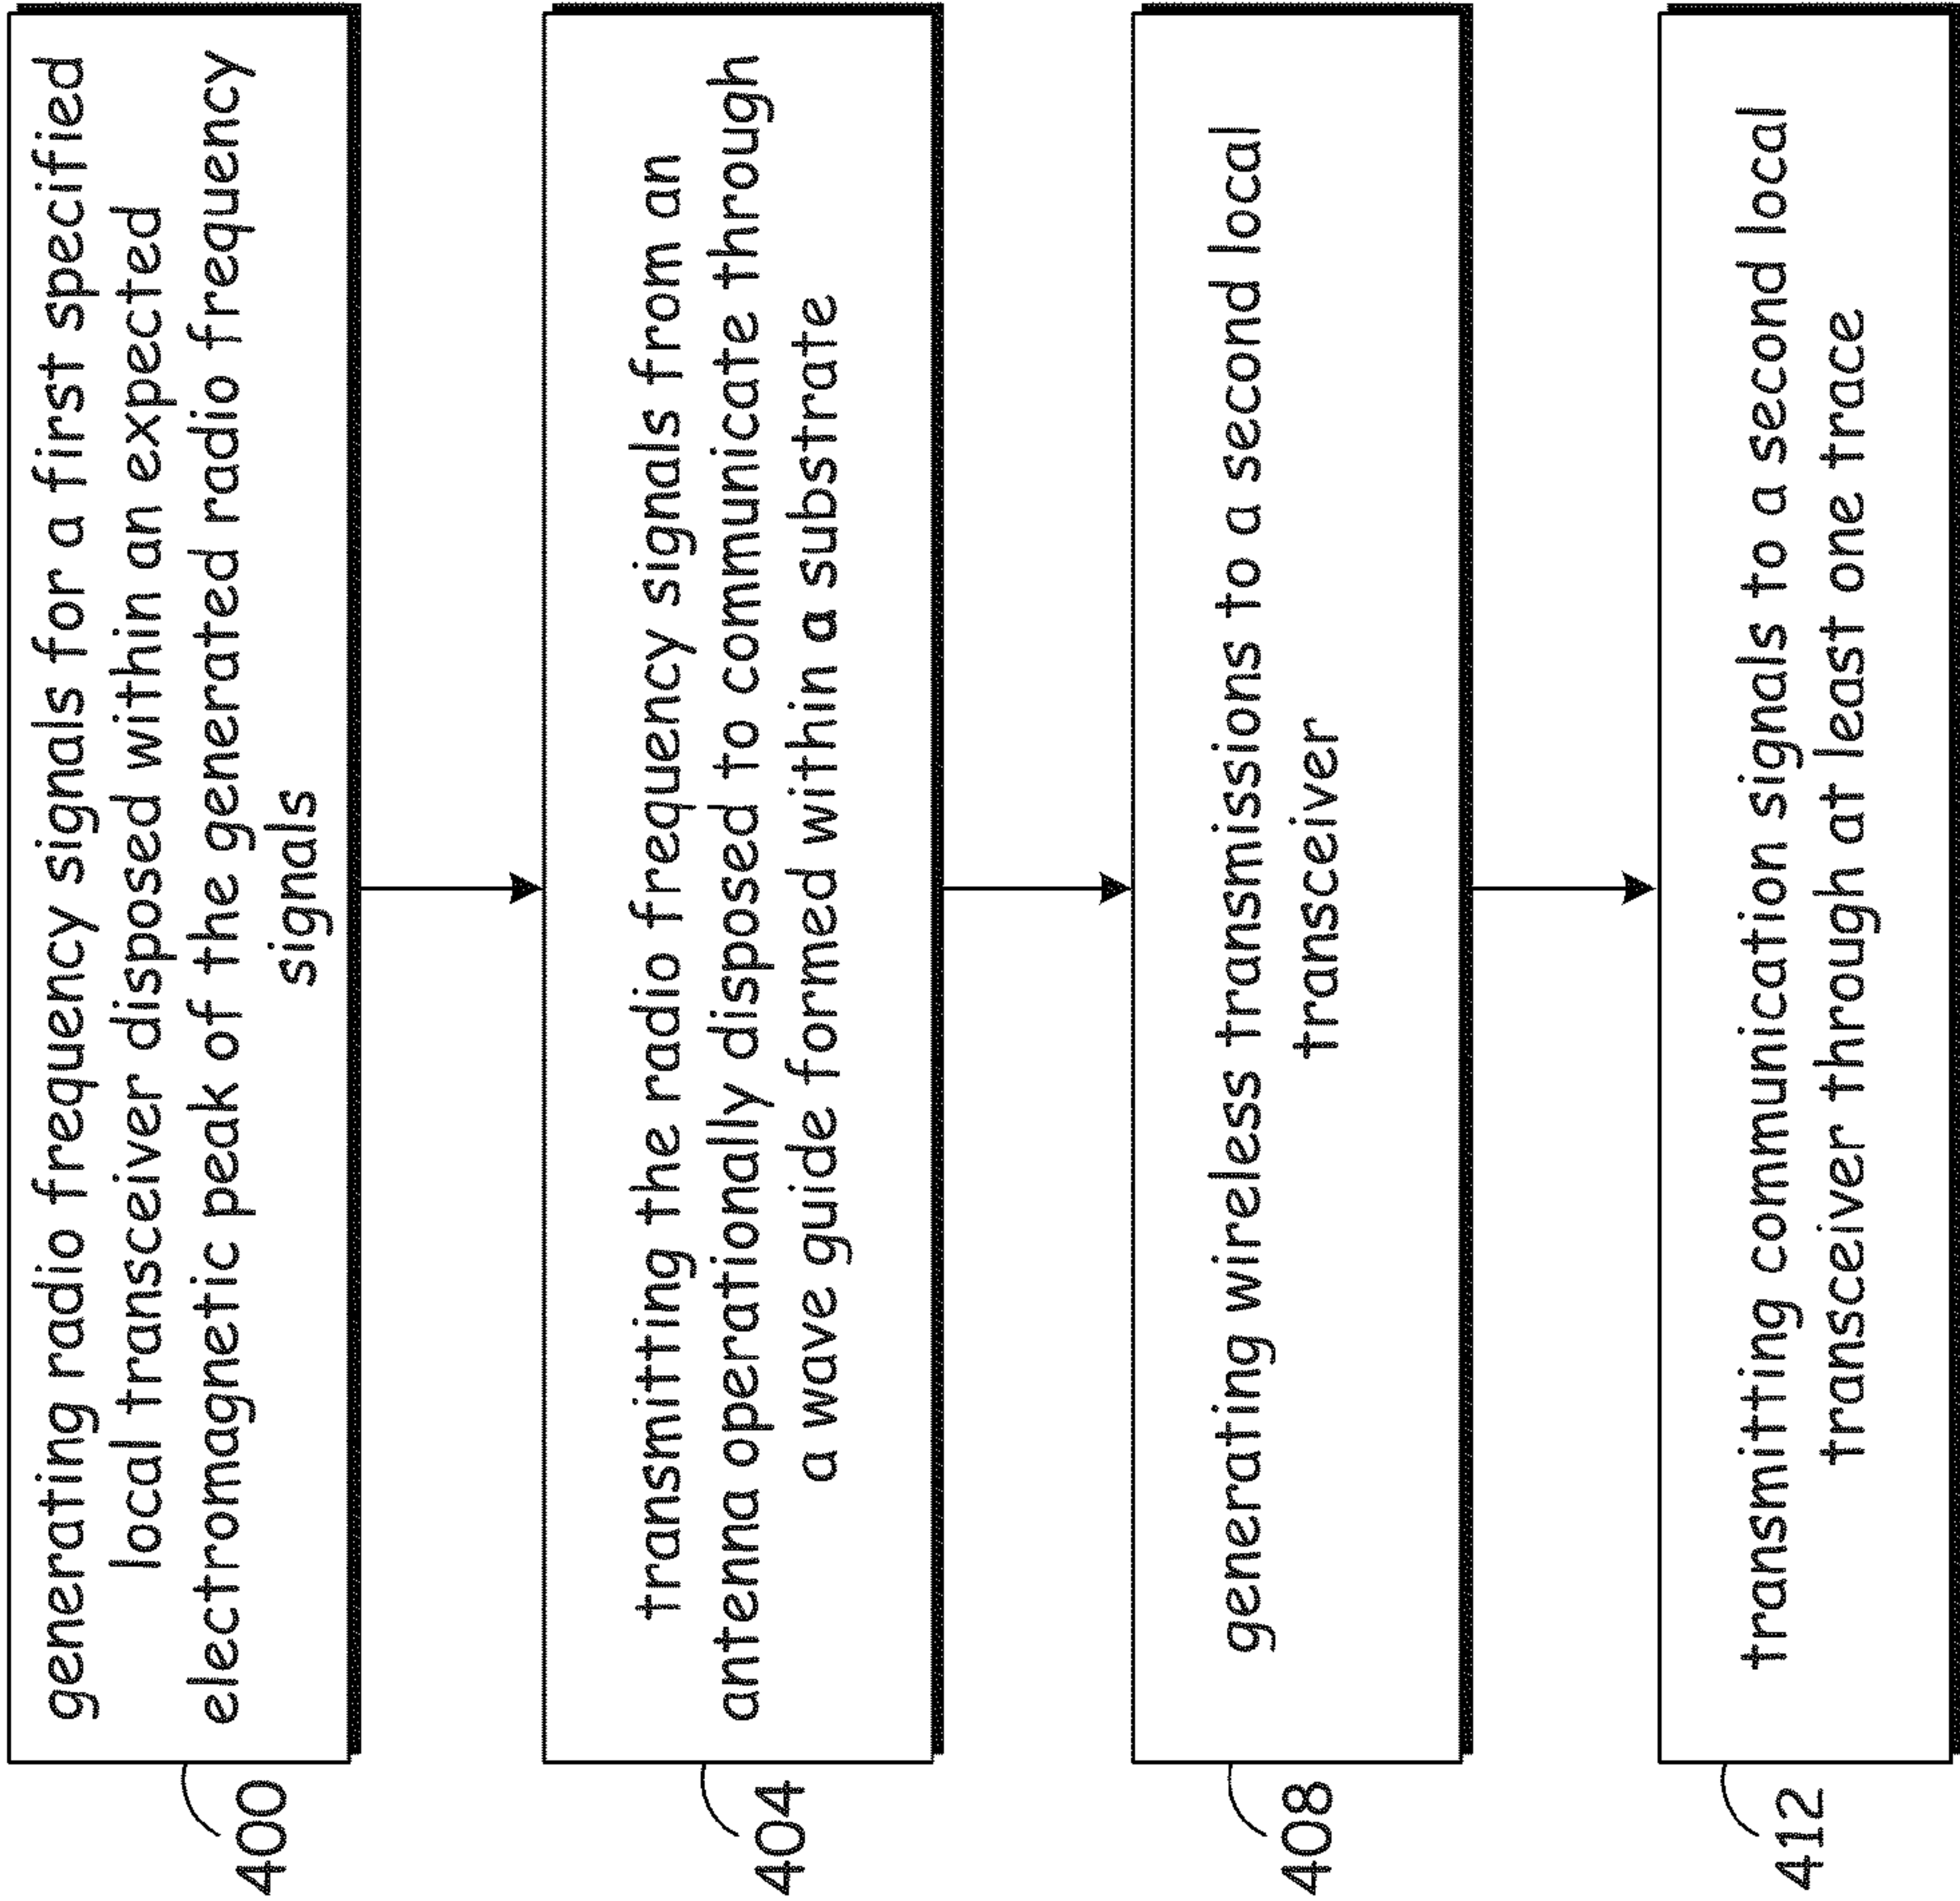 generating radio frequency signals for a first specified
local transceiver disposed within an expected
electromagnetic peak of the generated radio frequency
signals
400
transmitting the radio frequency signals from an
antenna operationally disposed to communicate through
a wave guide formed within a substrate
404
generating wireless transmissions to a second local
transceiver
408
transmitting communication signals to a second local
transceiver through at least one trace
412